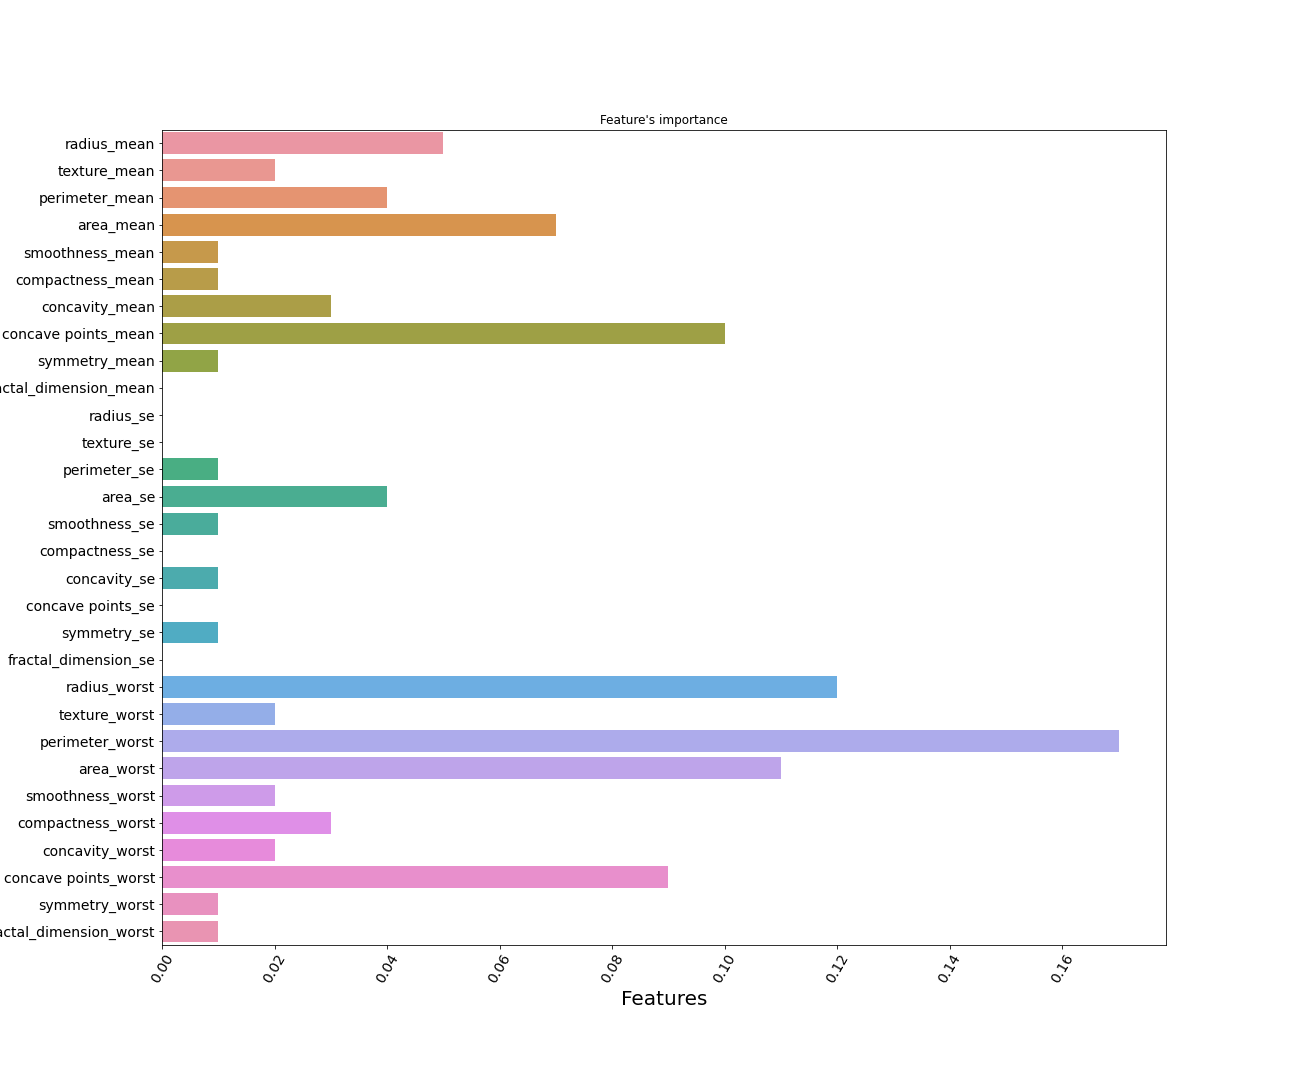 Feature's importance
radius_mean
texture_mean
perimeter_mean
area_mean
smoothness_mean
compactness_mean
concavity_mean
concave points_mean
symmetry_mean
actal_dimension_mean
radius_se
texture_se
perimeter_se
area_se
smoothness_se
compactness_se
concavity_se
concave points_se
symmetry_se
fractal_dimension_se
radius_worst
texture_worst
perimeter_worst
area_worst
smoothness_worst
compactness_worst
concavity_worst
concave points_worst
symmetry_worst
actal_dimension_worst
0.00 0.02 0.04 0.06 0.08 0.10 0.12 0.14 0.16
Features